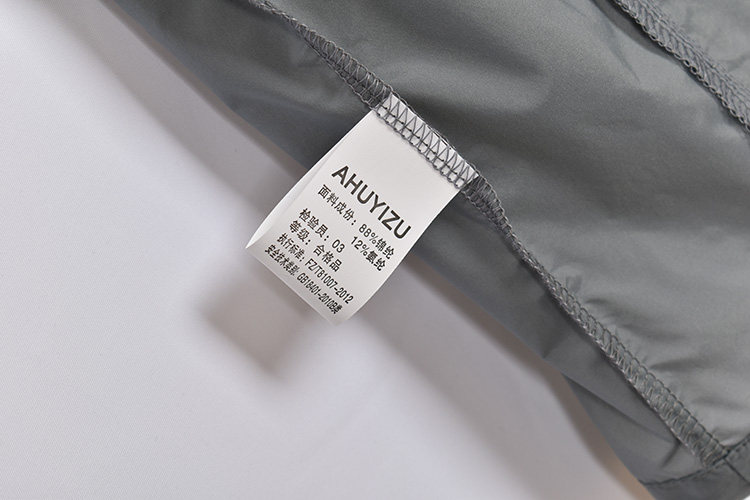 AHUYIZU
面料成份: 88%锦纶
12%氨纶
检验员: 03
等级: 合格品
执行标准: FZ/T81007-2012
安全技术类别: GB18401-2010B类